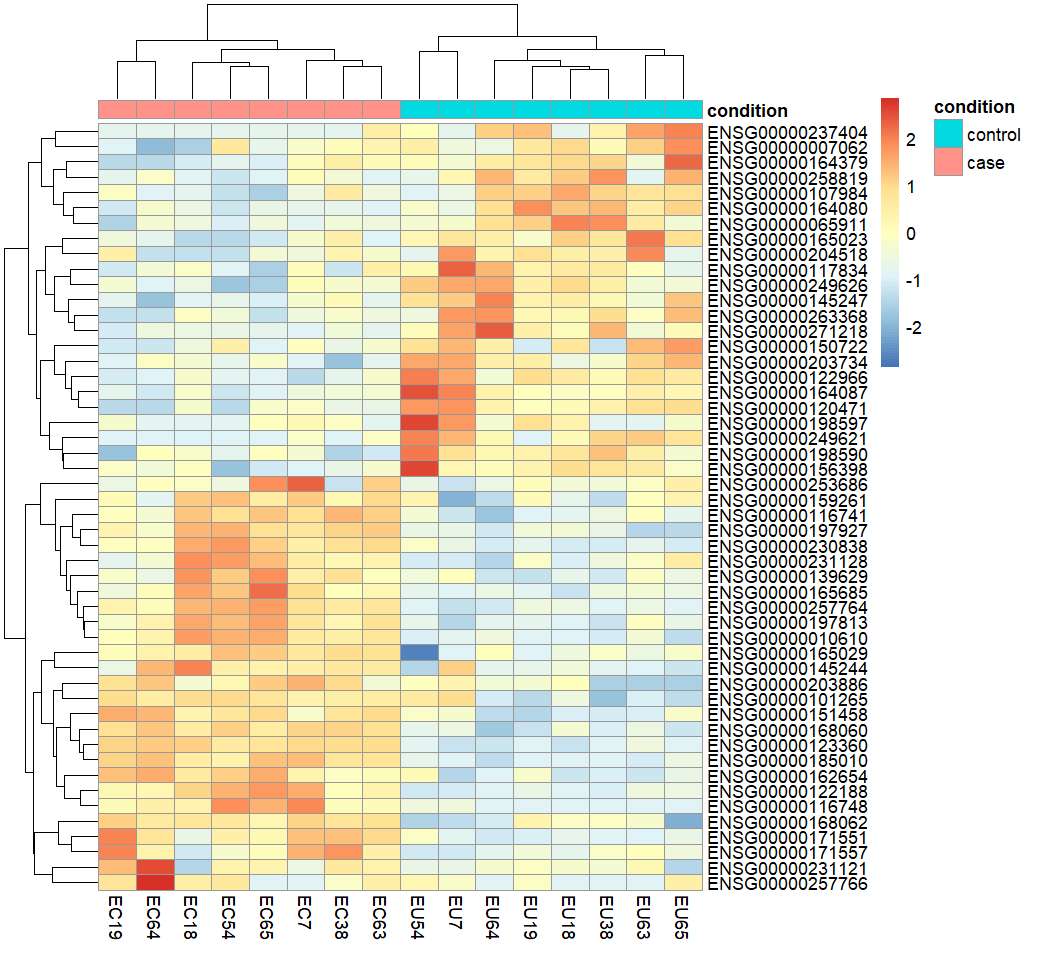 condition
ENSG00000237404
ENSG00000007062
ENSG00000164379
ENSG00000258819
ENSG00000107984
ENSG00000164080
ENSG00000065911
ENSG00000165023
ENSG00000204518
ENSG00000117834
ENSG00000249626
ENSG00000145247
ENSG00000263368
ENSG00000271218
ENSG00000150722
ENSG00000203734
ENSG00000122966
ENSG00000164087
ENSG00000120471
ENSG00000198597
ENSG00000249621
ENSG00000198590
ENSG00000156398
ENSG00000253686
ENSG00000159261
ENSG00000116741
ENSG00000197927
ENSG00000230838
ENSG00000231128
ENSG00000139629
ENSG00000165685
ENSG00000257764
ENSG00000197813
ENSG00000010610
ENSG00000165029
ENSG00000145244
ENSG00000203886
ENSG00000101265
ENSG00000151458
ENSG00000168060
ENSG00000123360
ENSG00000185010
ENSG00000162654
ENSG00000122188
ENSG00000116748
ENSG00000168062
ENSG00000171551
ENSG00000171557
ENSG00000231121
ENSG00000257766
EC19
EC64
EC18
EC54
EC65
EC7
EC38
EC63
EU54
EU7
EU64
EU19
EU18
EU38
EU63
EU65
2
1
0
-1
-2
condition
control
case